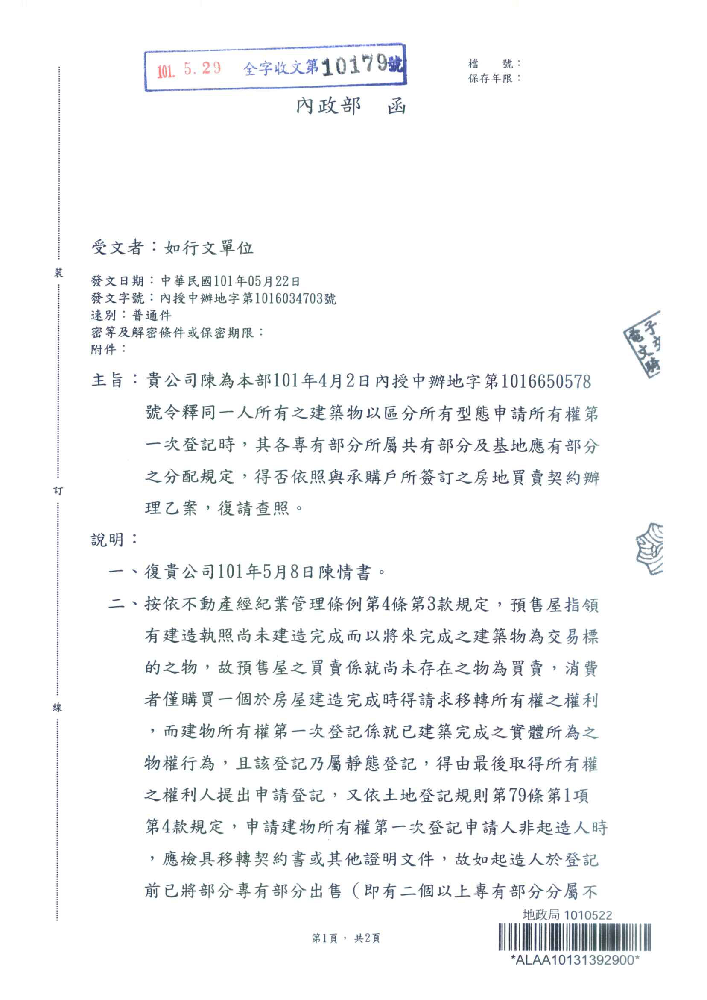 101. 5. 29 全字收文第10179號
檔　　號：
保存年限：
內政部　函
受文者：如行文單位
發文日期：中華民國101年05月22日
發文字號：內授中辦地字第1016034703號
速別：普通件
密等及解密條件或保密期限：
附件：
主旨：貴公司陳為本部101年4月2日內授中辦地字第1016650578
號令釋同一人所有之建築物以區分所有型態申請所有權第
一次登記時，其各專有部分所屬共有部分及基地應有部分
之分配規定，得否依照與承購戶所簽訂之房地買賣契約辦
理乙案，復請查照。
說明：
一、復貴公司101年5月8日陳情書。
二、按依不動產經紀業管理條例第4條第3款規定，預售屋指領
有建造執照尚未建造完成而以將來完成之建築物為交易標
的之物，故預售屋之買賣係就尚未存在之物為買賣，消費
者僅購買一個於房屋建造完成時得請求移轉所有權之權利
，而建物所有權第一次登記係就已建築完成之實體所為之
物權行為，且該登記乃屬靜態登記，得由最後取得所有權
之權利人提出申請登記，又依土地登記規則第79條第1項
第4款規定，申請建物所有權第一次登記申請人非起造人時
，應檢具移轉契約書或其他證明文件，故如起造人於登記
前已將部分專有部分出售（即有二個以上專有部分分屬不
裝
訂
線
電子
文
騎
地政局 1010522
第1頁，共2頁
*ALAA10131392900*